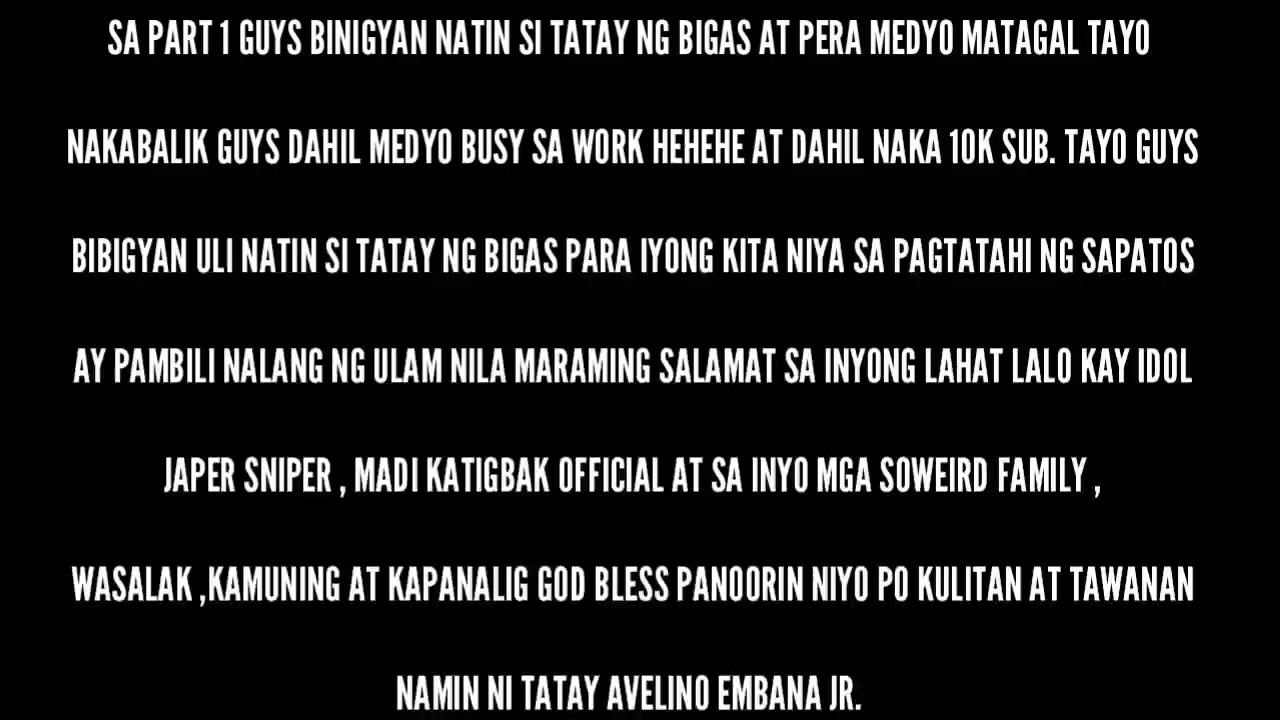 SA PART 1 GUYS BINIGYAN NATIN SI TATAY NG BIGAS AT PERA MEDYO MATAGAL TAYO
NAKABALIK GUYS DAHIL MEDYO BUSY SA WORK HEHEHE AT DAHIL NAKA 10K SUB. TAYO GUYS
BIBIGYAN ULI NATIN SI TATAY NG BIGAS PARA IYONG KITA NIYA SA PAGTATAHI NG SAPATOS
AY PAMBILI NALANG NG ULAM NILA MARAMING SALAMAT SA INYONG LAHAT LALO KAY IDOL
JAPER SNIPER , MADI KATIGBAK OFFICIAL AT SA INYO MGA SOWEIRD FAMILY ,
WASALAK ,KAMUNING AT KAPANALIG GOD BLESS PANOORIN NIYO PO KULITAN AT TAWANAN
NAMIN NI TATAY AVELINO EMBANA JR.